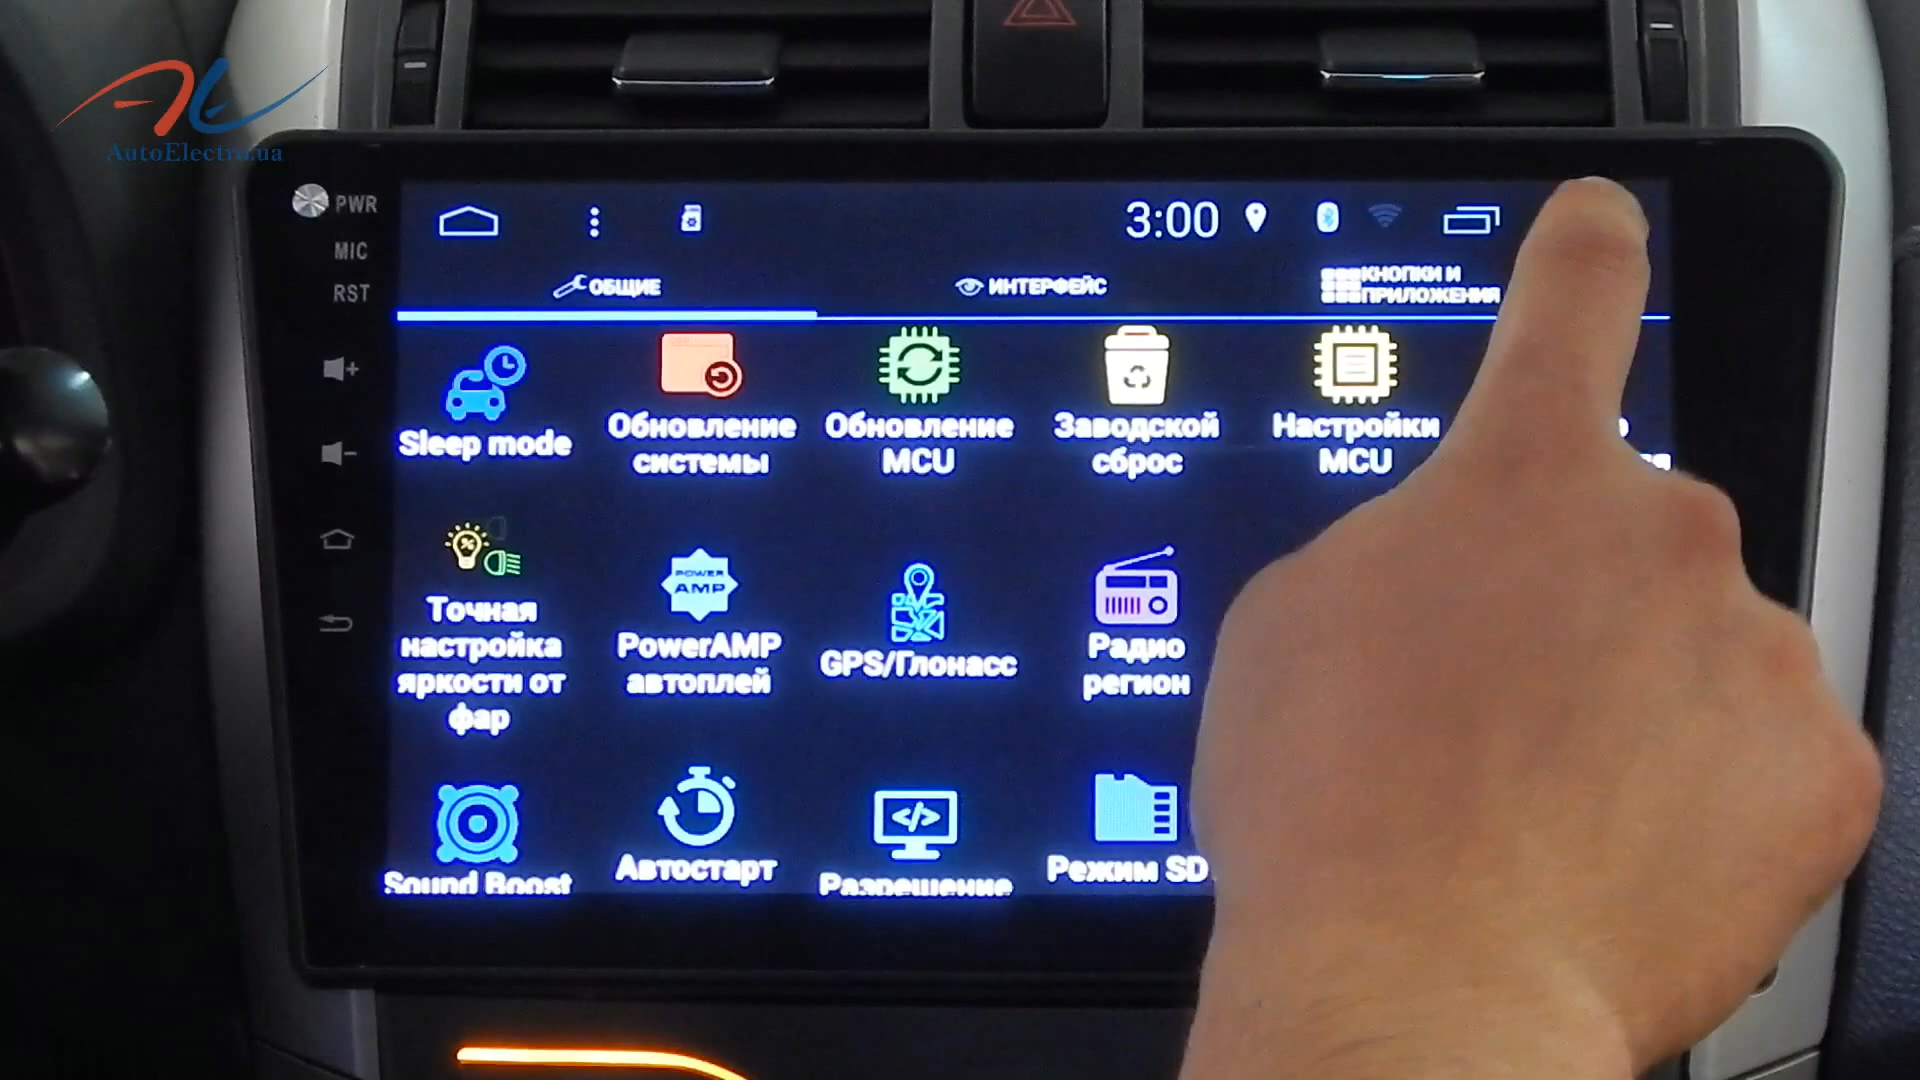 AutoElectro.ua
PWR
MIC
RST
3:00
ОБЩИЕ
ИНТЕРФЕЙС
КНОПКИ И
ПРИЛОЖЕНИЯ
Sleep mode
Обновление
системы
Обновление
MCU
Заводской
сброс
Настройки
MCU
Точная
настройка
яркости от
фар
POWER
AMP
PowerAMP
автоплей
GPS/Глонасс
Радио
регион
Sound Boost
Автостарт
Разрешение
Режим SD